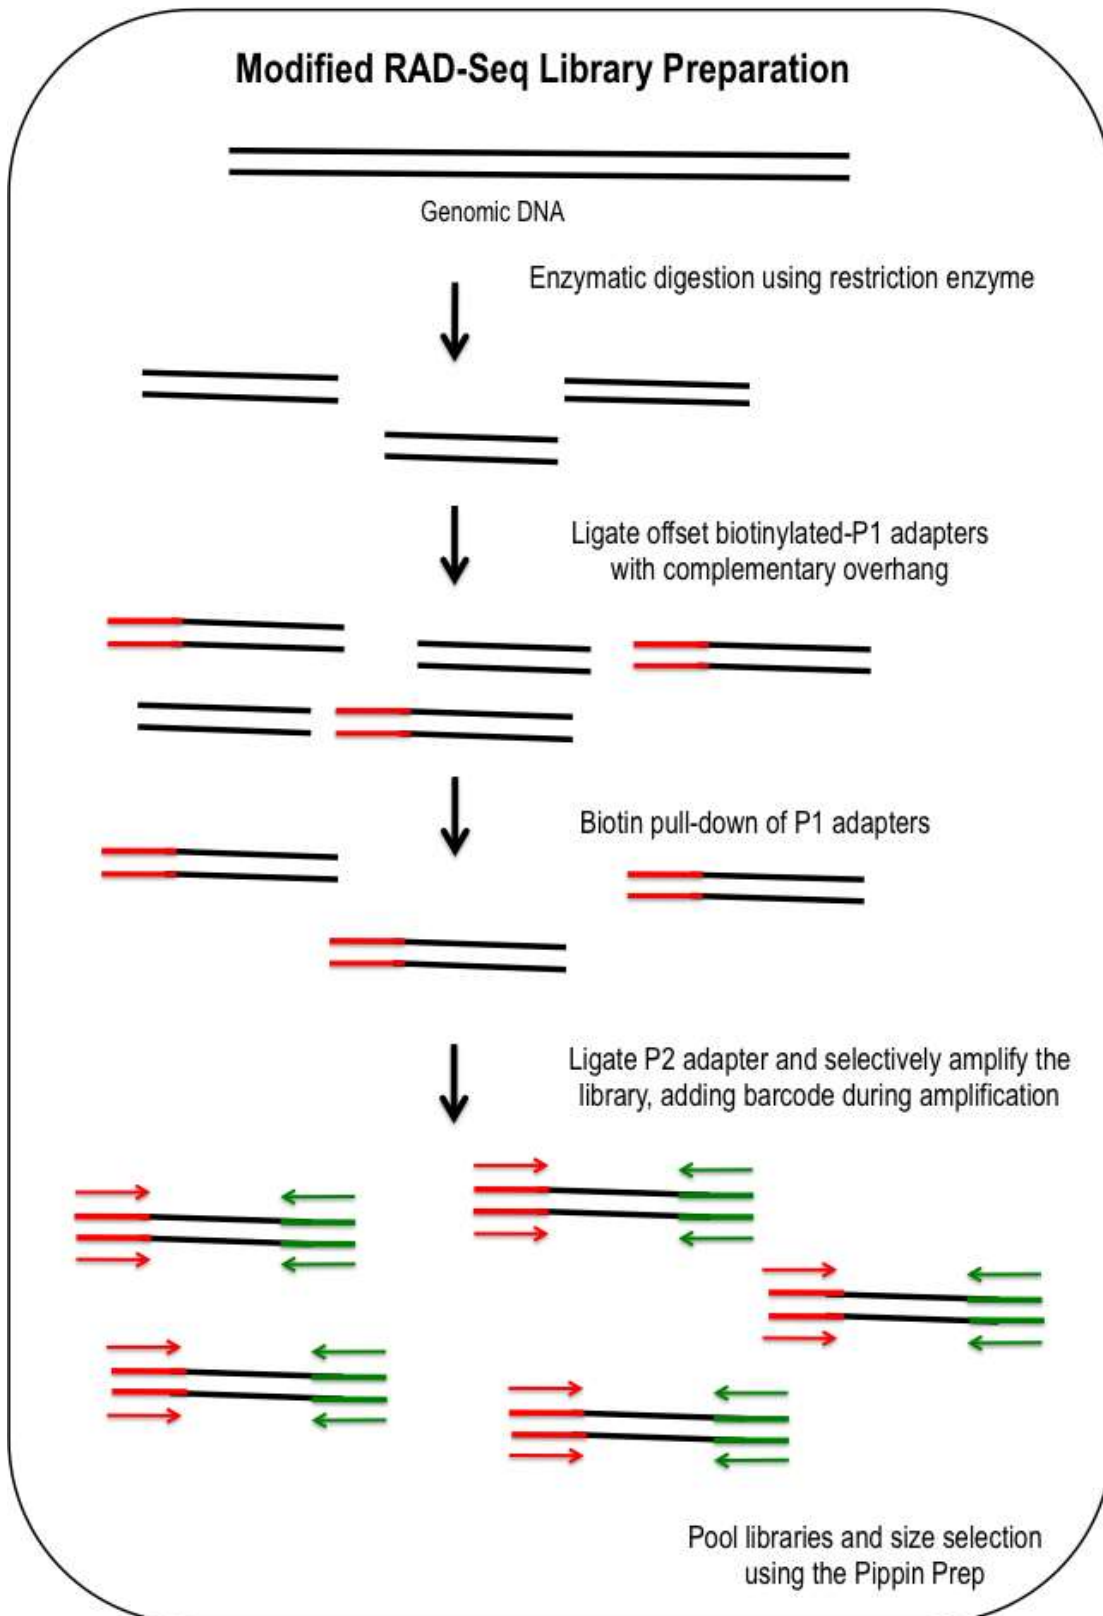 Modified RAD-Seq Library Preparation
Genomic DNA
Enzymatic digestion using restriction enzyme
Ligate offset biotinylated-P1 adapters
with complementary overhang
Biotin pull-down of P1 adapters
Ligate P2 adapter and selectively amplify the
library, adding barcode during amplification
Pool libraries and size selection
using the Pippin Prep